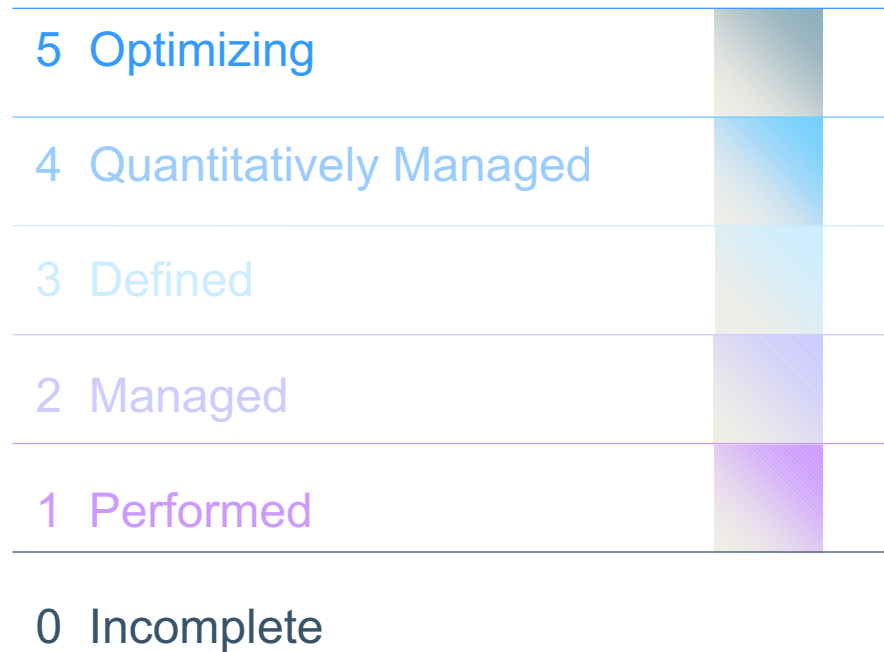 5 Optimizing
4 Quantitatively Managed
3 Defined
2 Managed
1 Performed
0 Incomplete